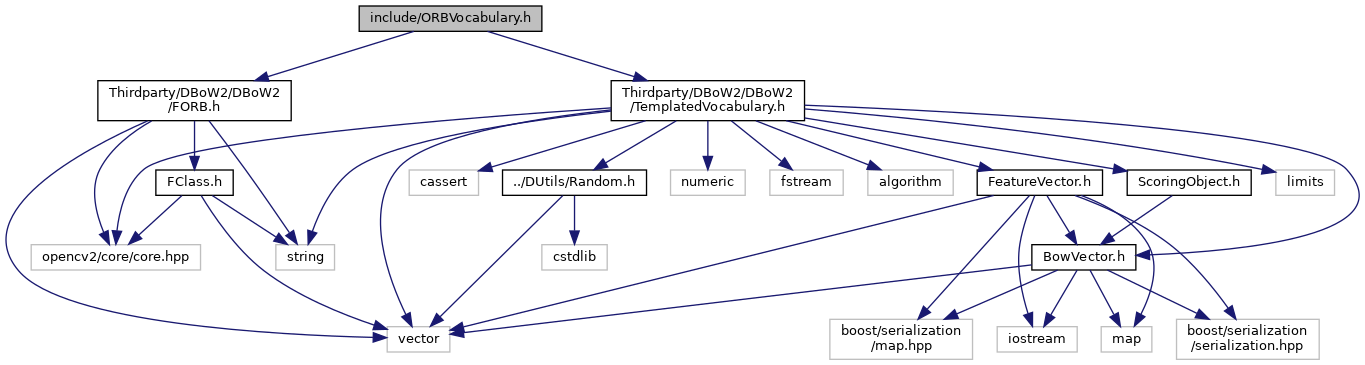 include/ORBVocabulary.h
Thirdparty/DBoW2/DBoW2
/FORB.h
Thirdparty/DBoW2/DBoW2
/TemplatedVocabulary.h
FClass.h
cassert
../DUtils/Random.h
numeric
fstream
algorithm
FeatureVector.h
ScoringObject.h
limits
opencv2/core/core.hpp
string
cstdlib
BowVector.h
vector
boost/serialization
/map.hpp
iostream
map
boost/serialization
/serialization.hpp